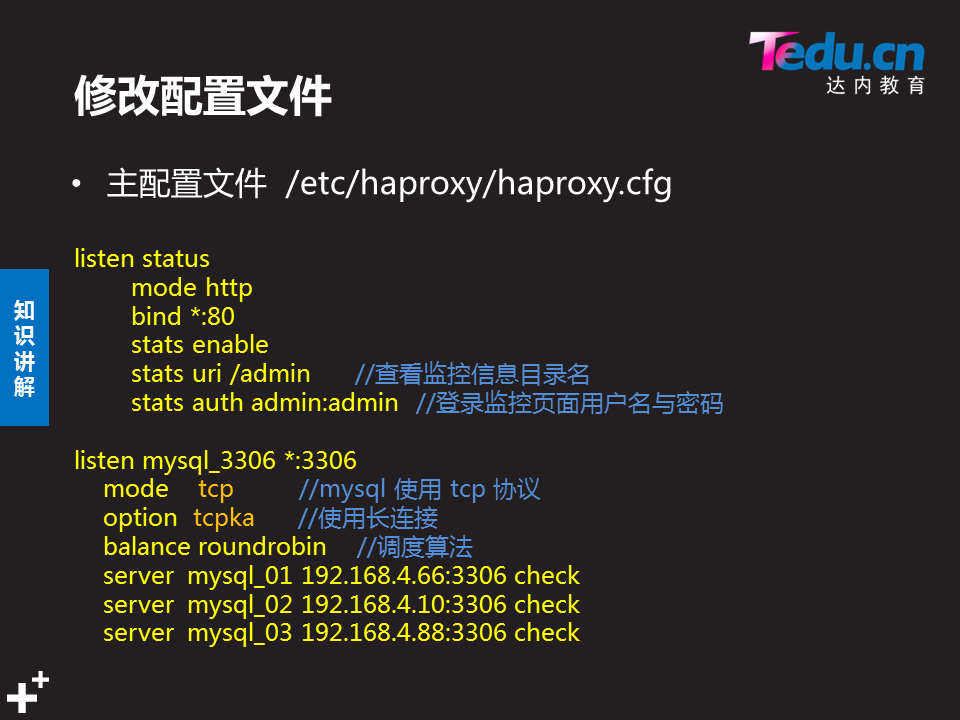 Tedu.cn
达内教育
修改配置文件
• 主配置文件 /etc/haproxy/haproxy.cfg
知识讲解
listen status
mode http
bind *:80
stats enable
stats uri /admin //查看监控信息目录名
stats auth admin:admin //登录监控页面用户名与密码
listen mysql_3306 *:3306
mode tcp //mysql 使用 tcp 协议
option tcpka //使用长连接
balance roundrobin //调度算法
server mysql_01 192.168.4.66:3306 check
server mysql_02 192.168.4.10:3306 check
server mysql_03 192.168.4.88:3306 check